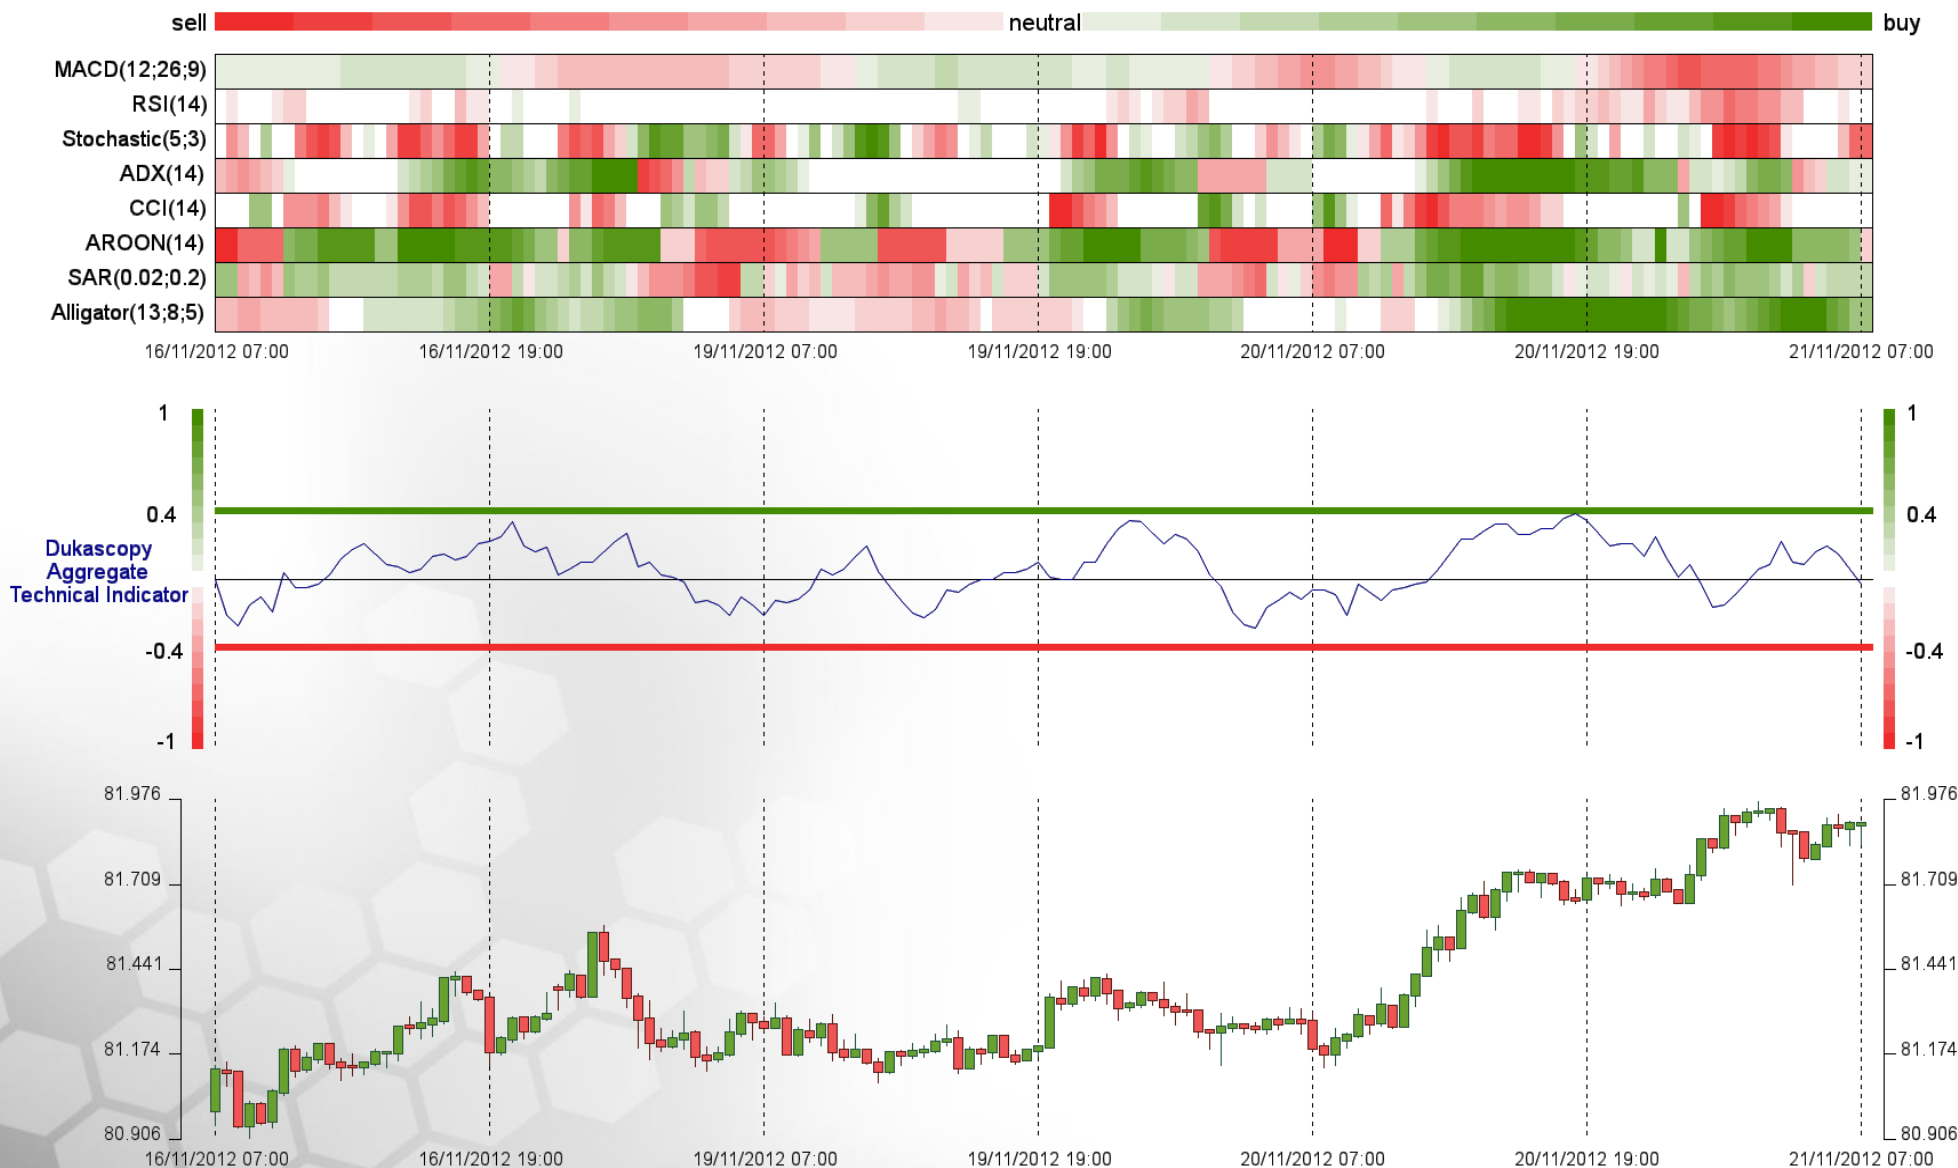 sell neutral buy
MACD(12;26;9)
RSI(14)
Stochastic(5;3)
ADX(14)
CCI(14)
AROON(14)
SAR(0.02;0.2)
Alligator(13;8;5)
16/11/2012 07:00 16/11/2012 19:00 19/11/2012 07:00 19/11/2012 19:00 20/11/2012 07:00 20/11/2012 19:00 21/11/2012 07:00
1 1
0.4 0.4
Dukascopy
Aggregate
Technical Indicator
-0.4 -0.4
-1 -1
81.976 81.976
81.709 81.709
81.441 81.441
81.174 81.174
80.906 80.906
16/11/2012 07:00 16/11/2012 19:00 19/11/2012 07:00 19/11/2012 19:00 20/11/2012 07:00 20/11/2012 19:00 21/11/2012 07:00